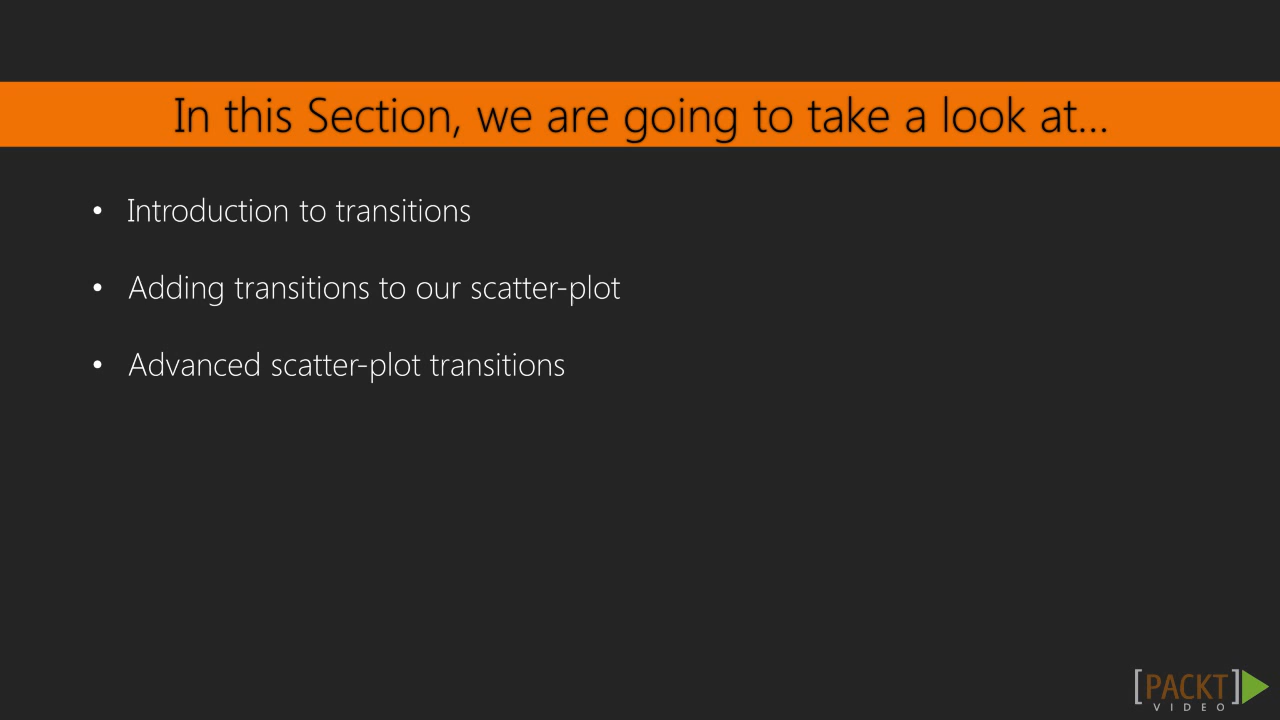 In this Section, we are going to take a look at...
• Introduction to transitions
• Adding transitions to our scatter-plot
• Advanced scatter-plot transitions
[PACKT]
VIDEO